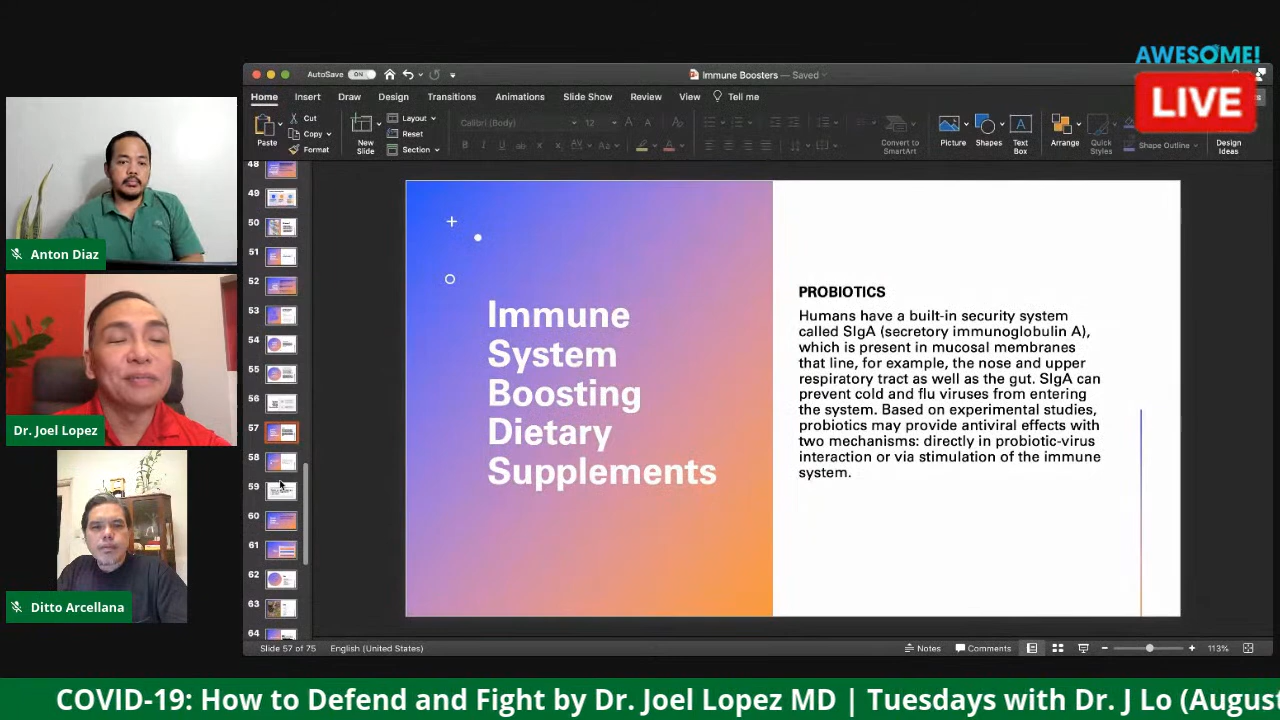 AWESOME!
LIVE
AutoSave ON
Immune Boosters — Saved
Home Insert Draw Design Transitions Animations Slide Show Review View Tell me
Paste
Cut
Copy
Format
New
Slide
Layout
Reset
Section
Calibri (Body) 12
Convert to
SmartArt
Picture
Shapes
Text
Box
Arrange
Quick
Styles
Shape Outline
Design
Ideas
Anton Diaz
Dr. Joel Lopez
Ditto Arcellana
48
49
50
51
52
53
54
55
56
57
58
59
60
61
62
63
64
Immune
System
Boosting
Dietary
Supplements
PROBIOTICS
Humans have a built-in security system
called SIgA (secretory immunoglobulin A),
which is present in mucosal membranes
that line, for example, the nose and upper
respiratory tract as well as the gut. SIgA can
prevent cold and flu viruses from entering
the system. Based on experimental studies,
probiotics may provide antiviral effects with
two mechanisms: directly in probiotic-virus
interaction or via stimulation of the immune
system.
Slide 57 of 75 English (United States) Notes Comments 113%
COVID-19: How to Defend and Fight by Dr. Joel Lopez MD | Tuesdays with Dr. J Lo (August